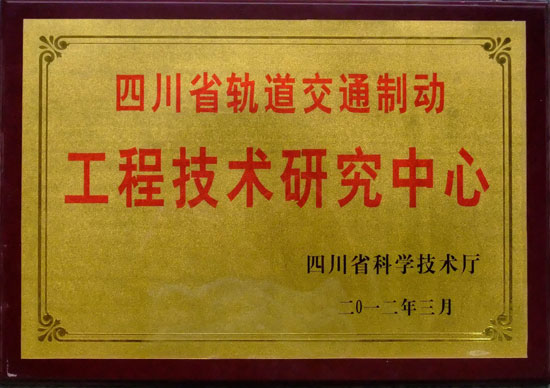 四川省轨道交通制动
工程技术研究中心
四川省科学技术厅
二0一二年三月